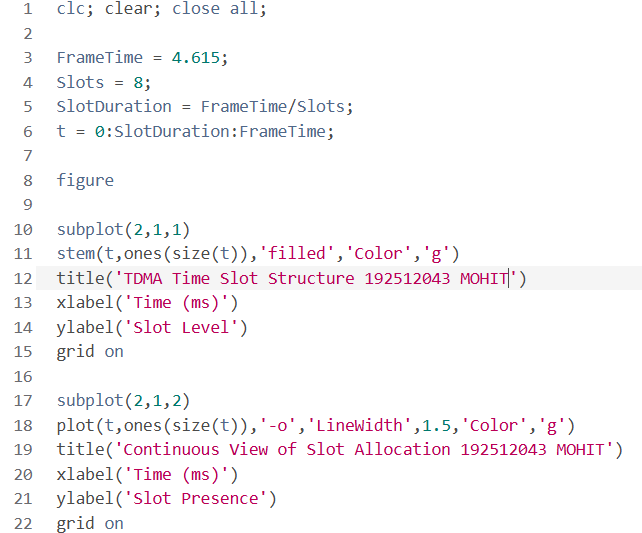 1 clc; clear; close all;
2
3 FrameTime = 4.615;
4 Slots = 8;
5 SlotDuration = FrameTime/Slots;
6 t = 0:SlotDuration:FrameTime;
7
8 figure
9
10 subplot(2,1,1)
11 stem(t,ones(size(t)),'filled','Color','g')
12 title('TDMA Time Slot Structure 192512043 MOHIT')
13 xlabel('Time (ms)')
14 ylabel('Slot Level')
15 grid on
16
17 subplot(2,1,2)
18 plot(t,ones(size(t)),'-o','LineWidth',1.5,'Color','g')
19 title('Continuous View of Slot Allocation 192512043 MOHIT')
20 xlabel('Time (ms)')
21 ylabel('Slot Presence')
22 grid on